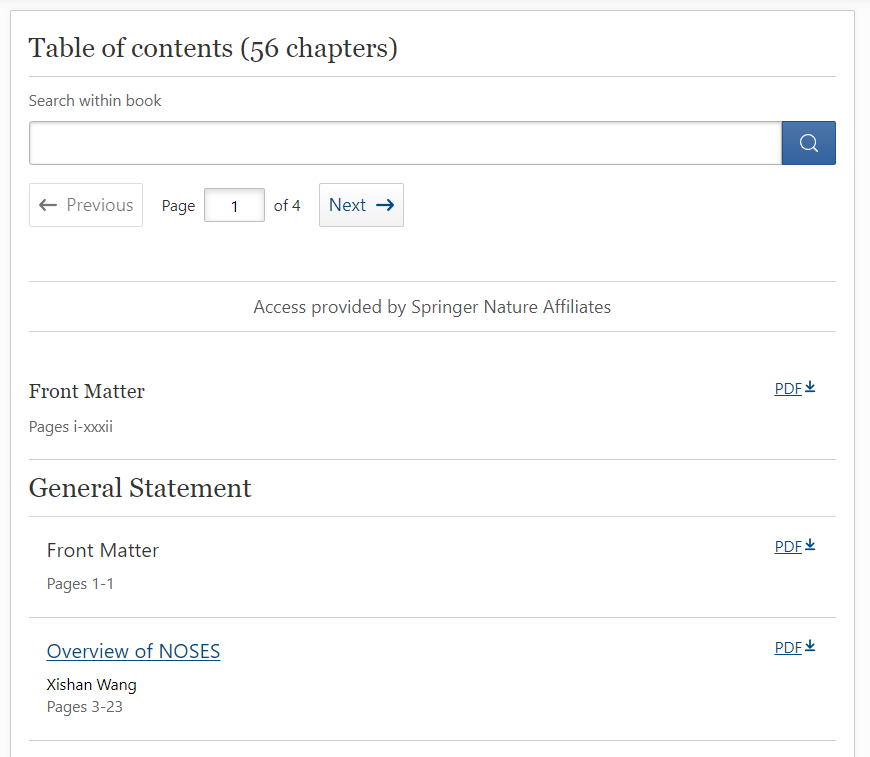 Table of contents (56 chapters)
Search within book
Previous Page 1 of 4 Next
Access provided by Springer Nature Affiliates
Front Matter PDF
Pages i-xxxii
General Statement
Front Matter PDF
Pages 1-1
Overview of NOSES PDF
Xishan Wang
Pages 3-23